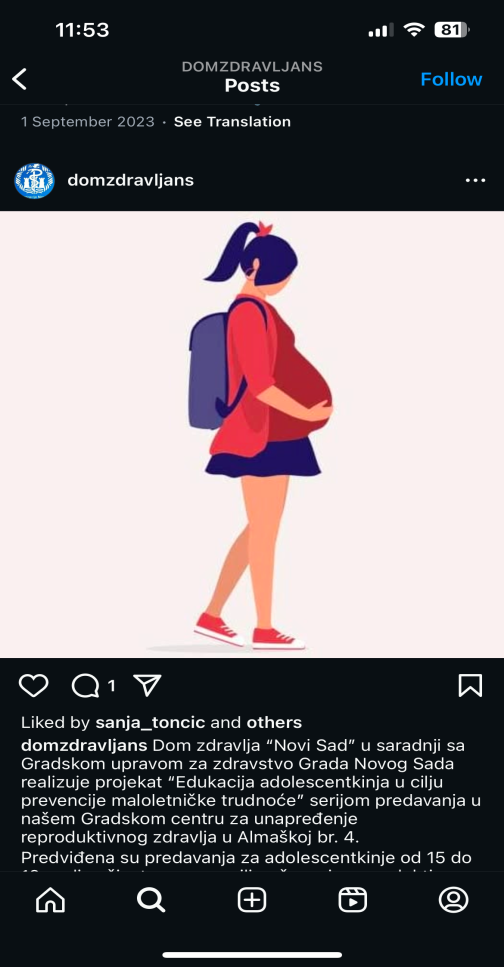 11:53
81
DOMZDRAVLJANS
Posts
Follow
1 September 2023 · See Translation
domzdravljans
1
Liked by sanja_toncic and others
domzdravljans Dom zdravlja “Novi Sad” u saradnji sa
Gradskom upravom za zdravstvo Grada Novog Sada
realizuje projekat “Edukacija adolescentkinja u cilju
prevencije maloletničke trudnoće” serijom predavanja u
našem Gradskom centru za unapređenje
reproduktivnog zdravlja u Almaškoj br. 4.
Predviđena su predavanja za adolescentkinje od 15 do